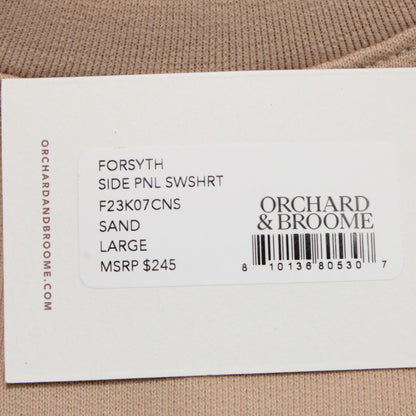 ORCHARDANDBROOME.COM
FORSYTH
SIDE PNL SWSHRT
F23K07CNS
SAND
LARGE
MSRP $245
ORCHARD
& BROOME
8 10136 80530 7